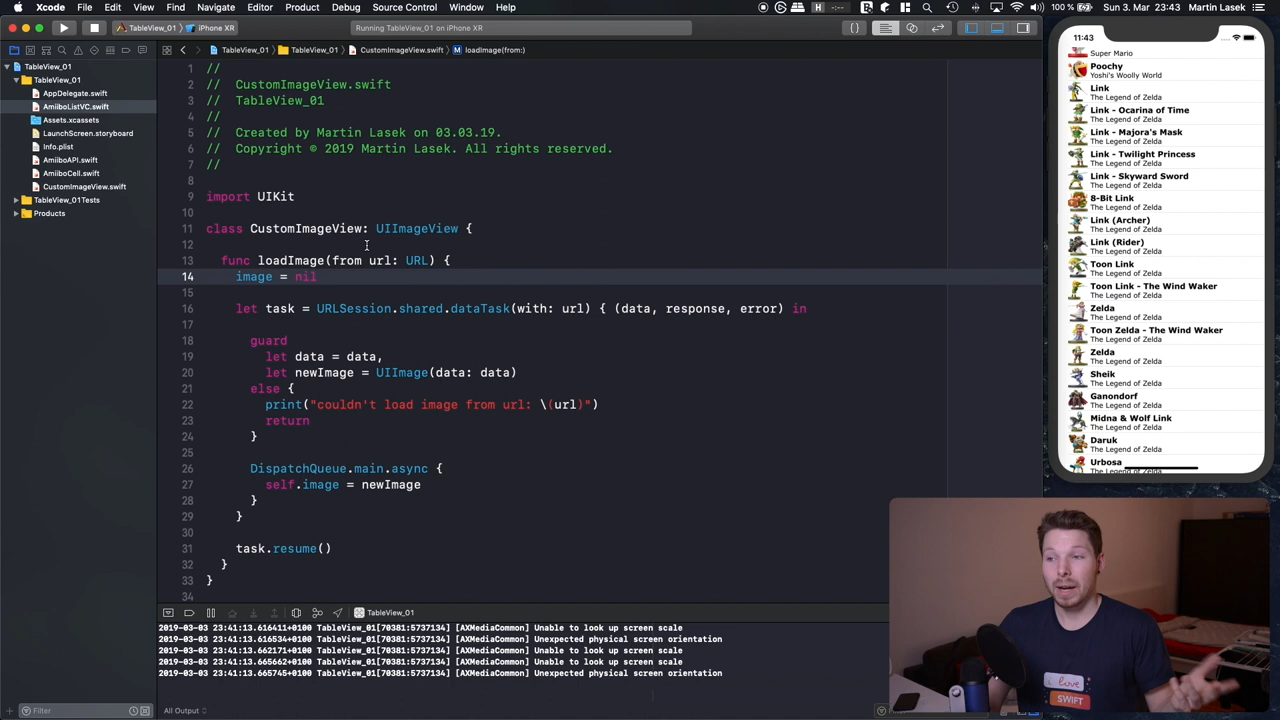 Xcode File Edit View Find Navigate Editor Product Debug Source Control Window Help
100 % Sun 3. Mar 23:43 Martin Lasek
TableView_01 iPhone XR
Running TableView_01 on iPhone XR
TableView_01 TableView_01 CustomImageView.swift M loadImage(from:)
TableView_01
TableView_01
AppDelegate.swift
AmiiboListVC.swift
Assets.xcassets
LaunchScreen.storyboard
Info.plist
AmiiboAPI.swift
AmiiboCell.swift
CustomImageView.swift
TableView_01Tests
Products
Filter
1 //
2 // CustomImageView.swift
3 // TableView_01
4 //
5 // Created by Martin Lasek on 03.03.19.
6 // Copyright © 2019 Martin Lasek. All rights reserved.
7 //
8
9 import UIKit
10
11 class CustomImageView: UIImageView {
12
13 func loadImage(from url: URL) {
14 image = nil
15
16 let task = URLSession.shared.dataTask(with: url) { (data, response, error) in
17
18 guard
19 let data = data,
20 let newImage = UIImage(data: data)
21 else {
22 print("couldn't load image from url: \(url)")
23 return
24 }
25
26 DispatchQueue.main.async {
27 self.image = newImage
28 }
29 }
30
31 task.resume()
32 }
33 }
34
TableView_01
2019-03-03 23:41:13.616411+0100 TableView_01[70381:5737134] [AXMediaCommon] Unable to look up screen scale
2019-03-03 23:41:13.616534+0100 TableView_01[70381:5737134] [AXMediaCommon] Unexpected physical screen orientation
2019-03-03 23:41:13.662171+0100 TableView_01[70381:5737134] [AXMediaCommon] Unable to look up screen scale
2019-03-03 23:41:13.665662+0100 TableView_01[70381:5737134] [AXMediaCommon] Unable to look up screen scale
2019-03-03 23:41:13.665745+0100 TableView_01[70381:5737134] [AXMediaCommon] Unexpected physical screen orientation
All Output
11:43
Super Mario
Poochy
Yoshi's Woolly World
Link
The Legend of Zelda
Link - Ocarina of Time
The Legend of Zelda
Link - Majora's Mask
The Legend of Zelda
Link - Twilight Princess
The Legend of Zelda
Link - Skyward Sword
The Legend of Zelda
8-Bit Link
The Legend of Zelda
Link (Archer)
The Legend of Zelda
Link (Rider)
The Legend of Zelda
Toon Link
The Legend of Zelda
Toon Link - The Wind Waker
The Legend of Zelda
Zelda
The Legend of Zelda
Toon Zelda - The Wind Waker
The Legend of Zelda
Zelda
The Legend of Zelda
Sheik
The Legend of Zelda
Ganondorf
The Legend of Zelda
Midna & Wolf Link
The Legend of Zelda
Daruk
The Legend of Zelda
Urbosa
The Legend of Zelda
i love
SWIFT